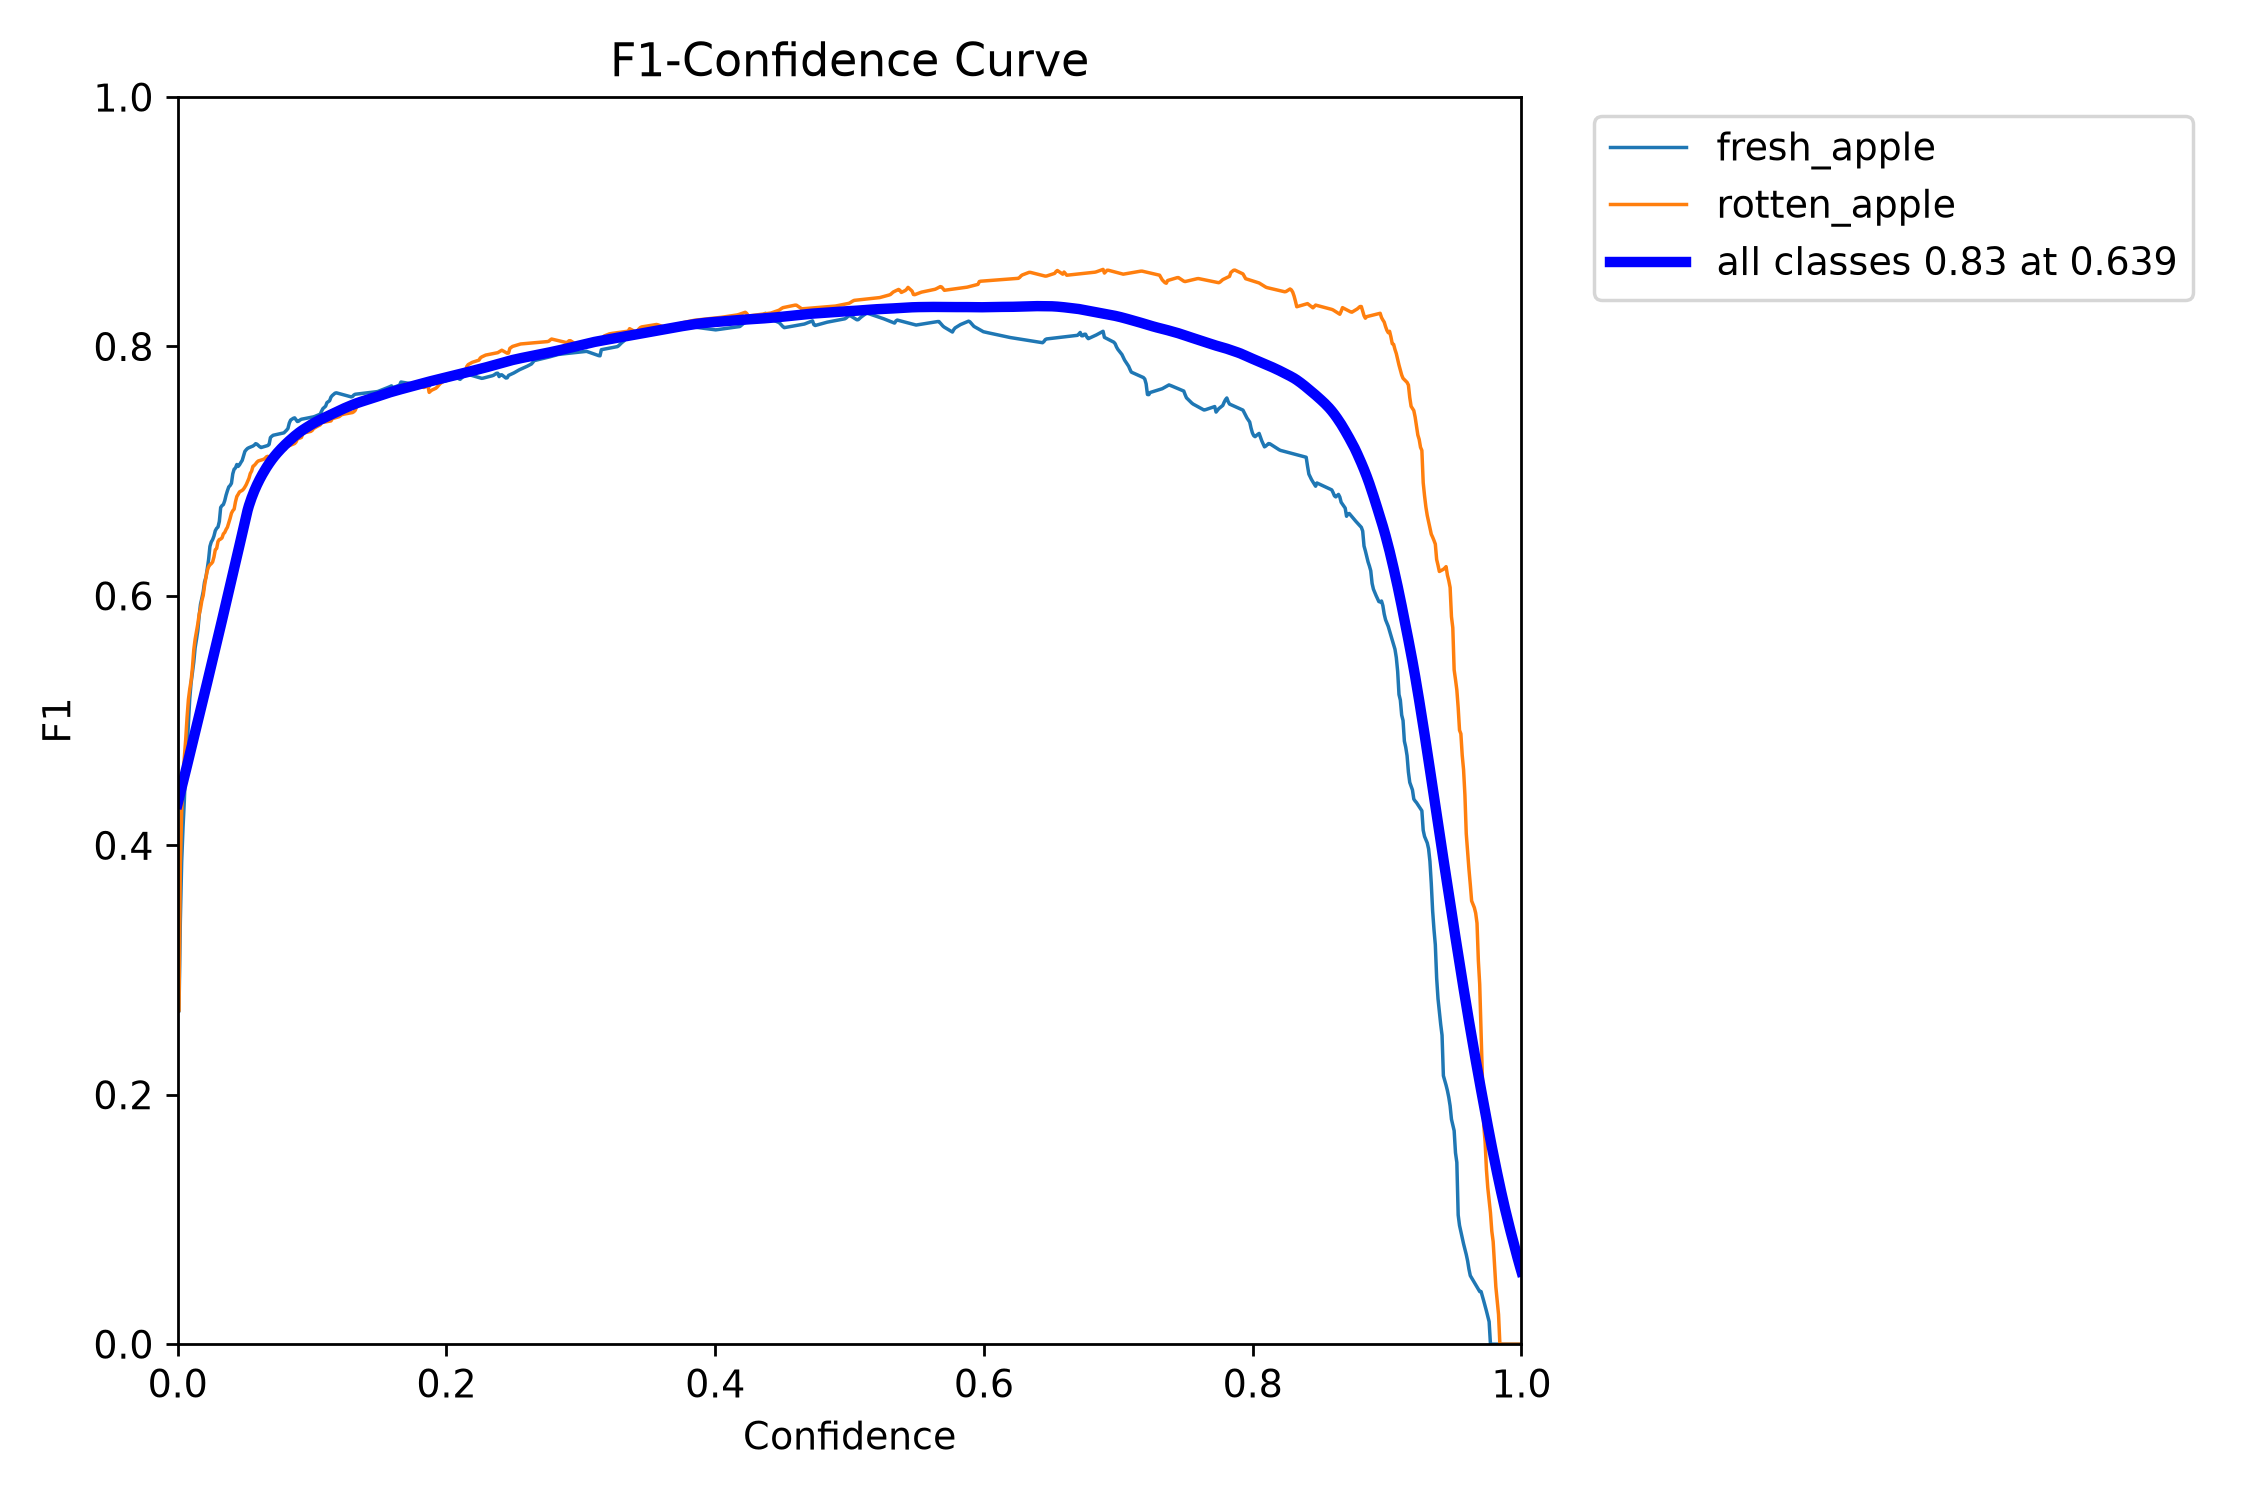 F1-Confidence Curve
fresh_apple
rotten_apple
all classes 0.83 at 0.639
1.0
0.8
0.6
0.4
0.2
0.0
F1
0.0 0.2 0.4 0.6 0.8 1.0
Confidence